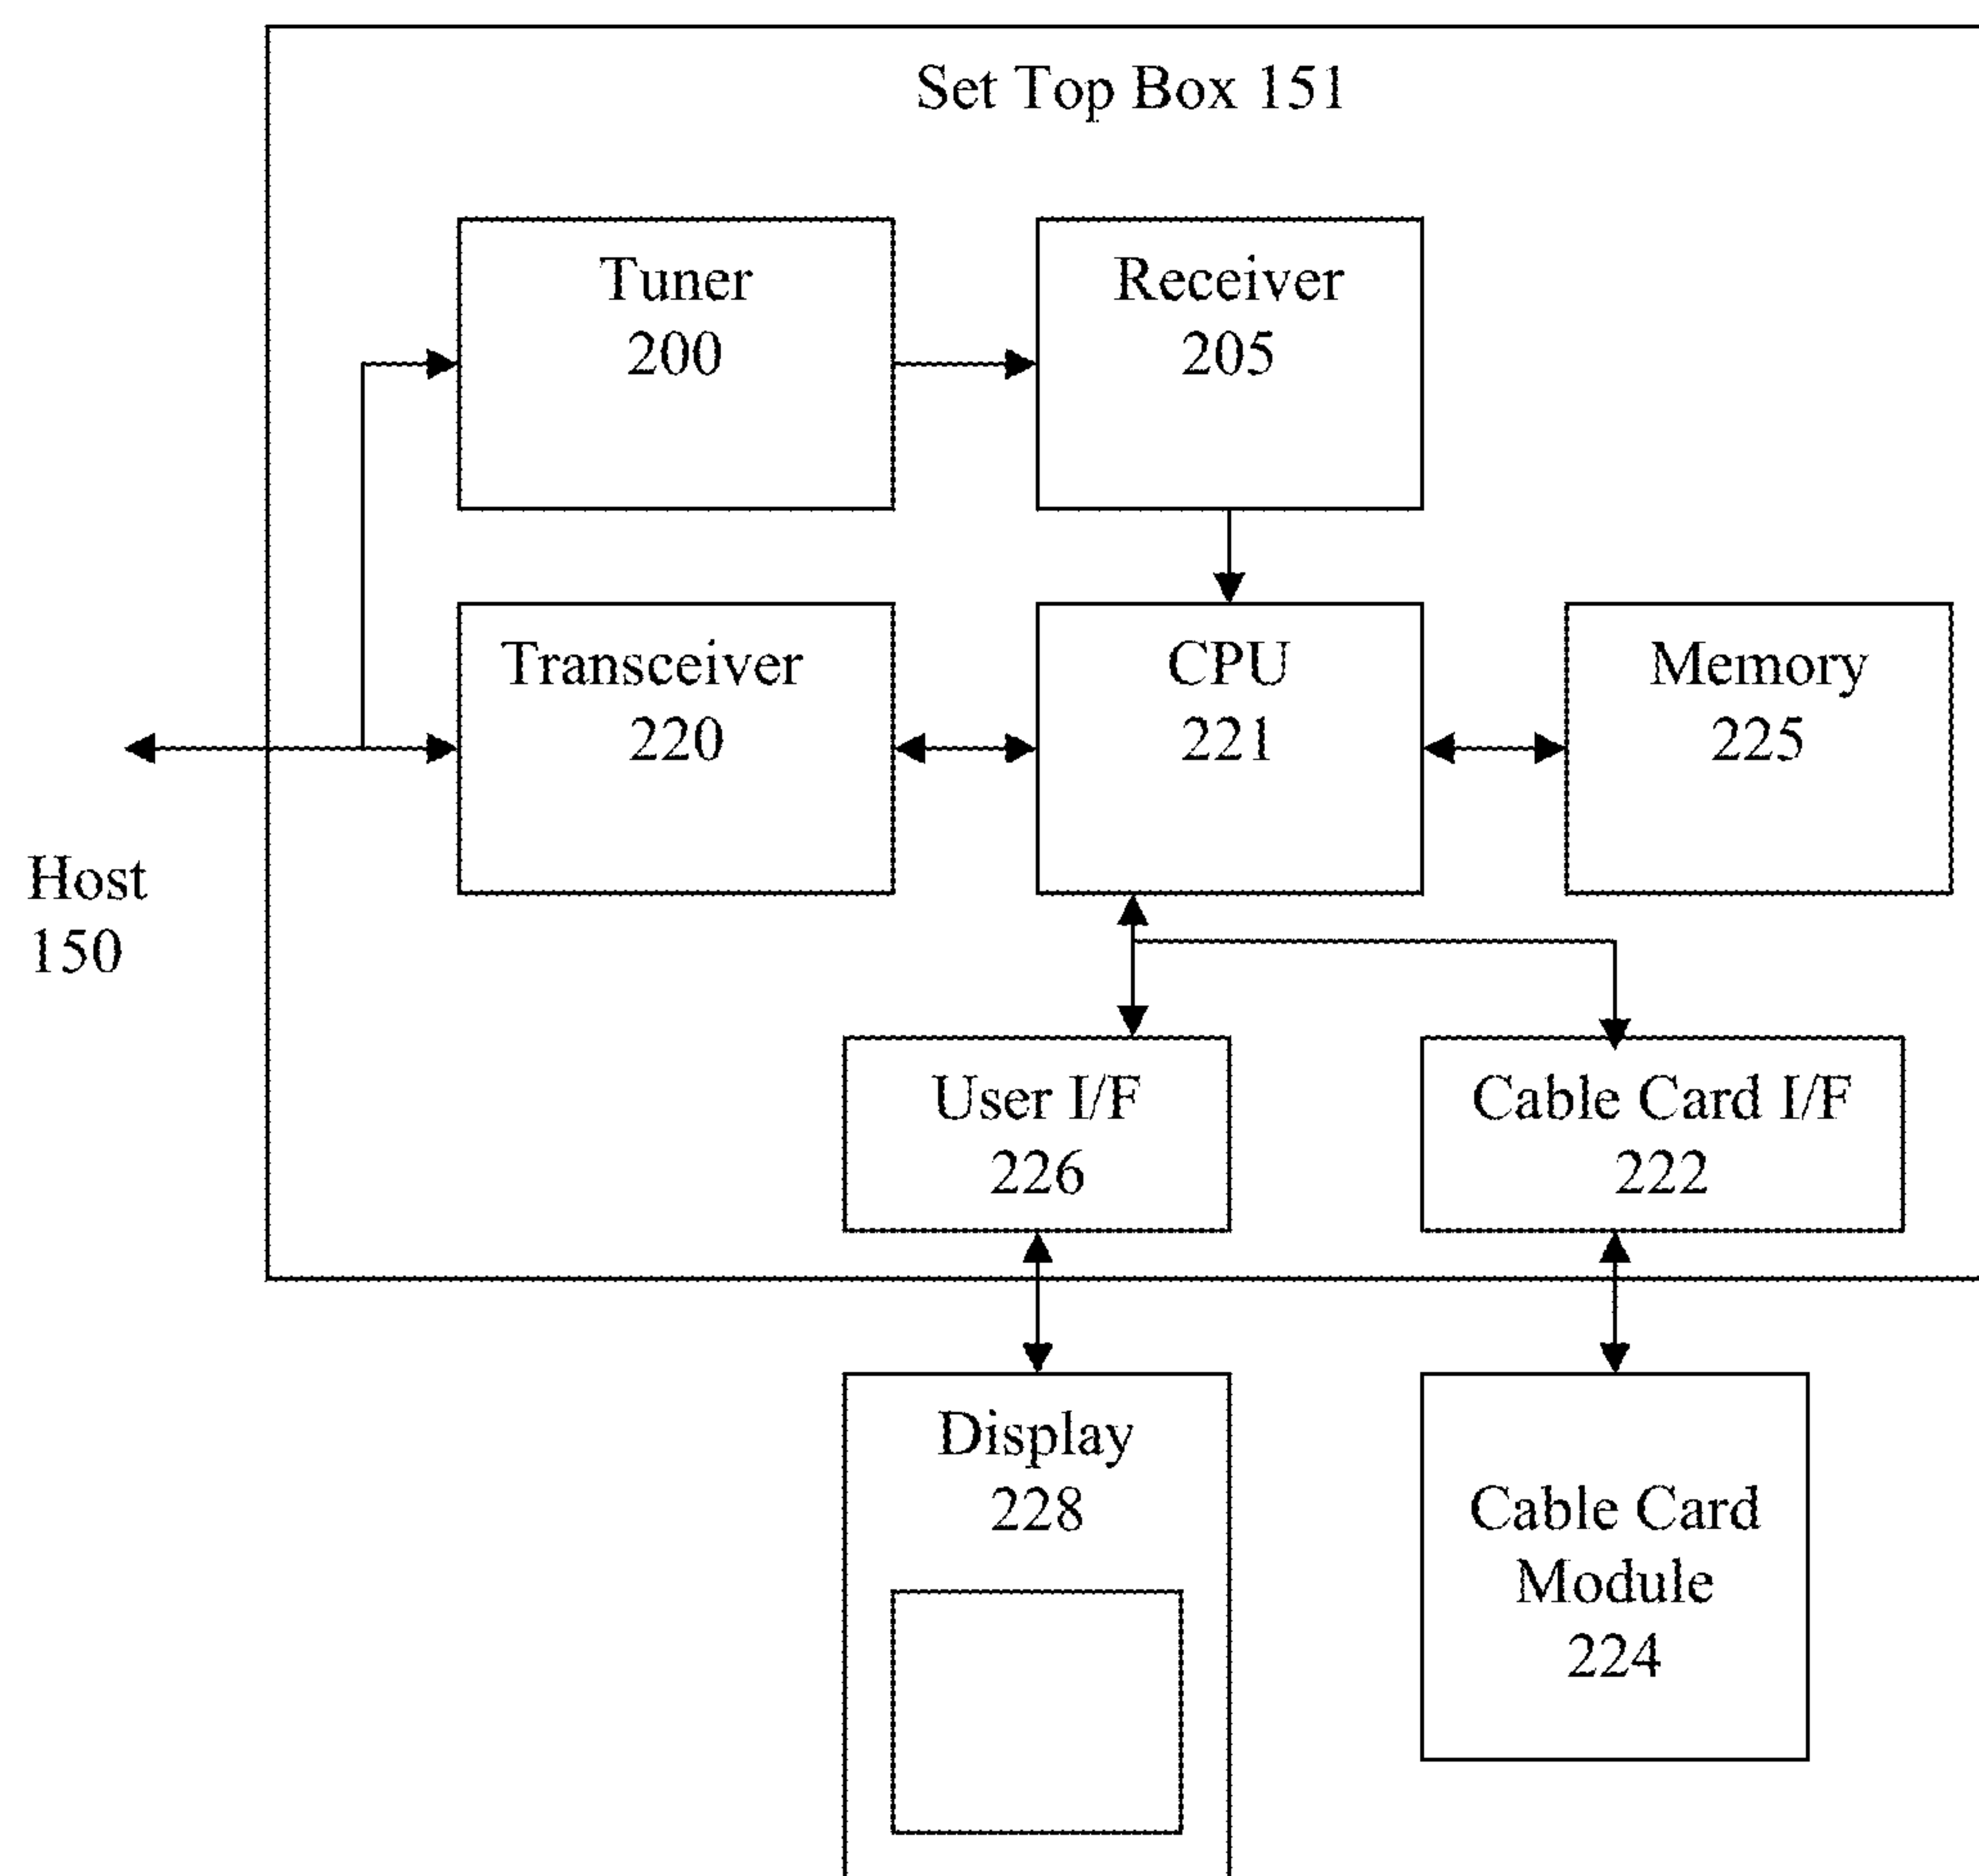 Set Top Box 151
Tuner
200
Receiver
205
Transceiver
220
CPU
221
Memory
225
Host
150
User I/F
226
Cable Card I/F
222
Display
228
Cable Card
Module
224